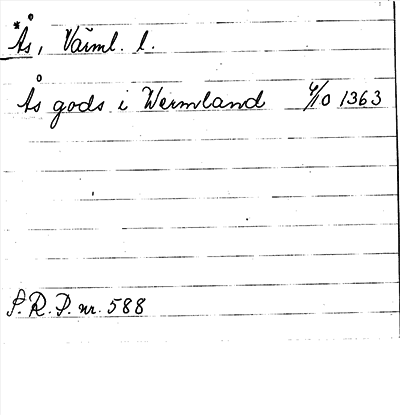 *Ås, Värml. l.
Ås gods i Wermland 4/10 1363
S.R.P. nr. 588